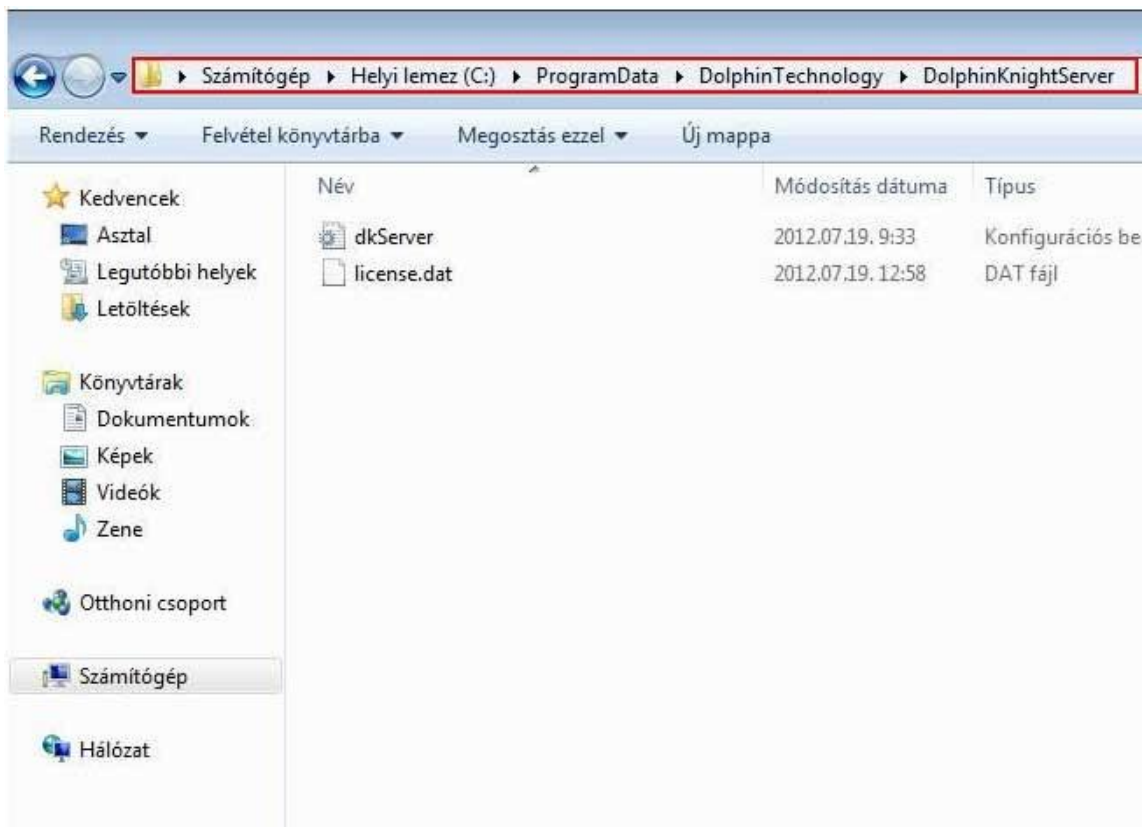 Számítógép ▸ Helyi lemez (C:) ▸ ProgramData ▸ DolphinTechnology ▸ DolphinKnightServer
Rendezés Felvétel könyvtárba Megosztás ezzel Új mappa
Név Módosítás dátuma Típus
dkServer 2012.07.19. 9:33 Konfigurációs be
license.dat 2012.07.19. 12:58 DAT fájl
Kedvencek
Asztal
Legutóbbi helyek
Letöltések
Könyvtárak
Dokumentumok
Képek
Videók
Zene
Otthoni csoport
Számítógép
Hálózat